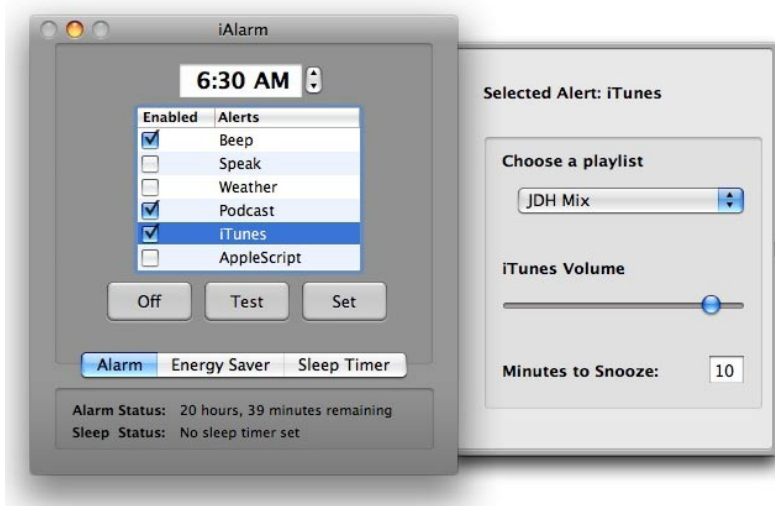 iAlarm
6:30 AM
Enabled Alerts
Beep
Speak
Weather
Podcast
iTunes
AppleScript
Off Test Set
Alarm Energy Saver Sleep Timer
Alarm Status: 20 hours, 39 minutes remaining
Sleep Status: No sleep timer set
Selected Alert: iTunes
Choose a playlist
JDH Mix
iTunes Volume
Minutes to Snooze: 10